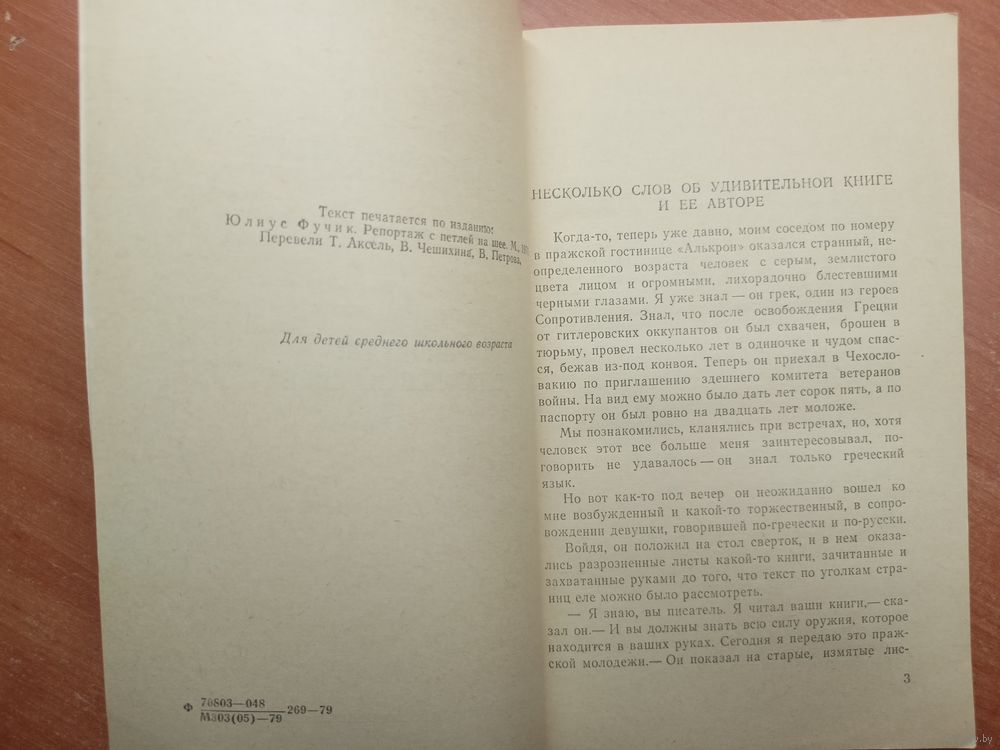 Текст печатается по изданию:
Юлиус Фучик. Репортаж с петлей на шее. М.,
Перевели Т. Аксель, В. Чешихина, В. Петрова,
Для детей среднего школьного возраста
Ф 70803—048
М303(05)—79 269—79
НЕСКОЛЬКО СЛОВ ОБ УДИВИТЕЛЬНОЙ КНИГЕ
И ЕЕ АВТОРЕ
Когда-то, теперь уже давно, моим соседом по номеру
в пражской гостинице «Алькрон» оказался странный, не-
определенного возраста человек с серым, землистого
цвета лицом и огромными, лихорадочно блестевшими
черными глазами. Я уже знал — он грек, один из героев
Сопротивления. Знал, что после освобождения Греции
от гитлеровских оккупантов он был схвачен, брошен в
тюрьму, провел несколько лет в одиночке и чудом спас-
ся, бежав из-под конвоя. Теперь он приехал в Чехосло-
вакию по приглашению здешнего комитета ветеранов
войны. На вид ему можно было дать лет сорок пять, а по
паспорту он был ровно на двадцать лет моложе.
Мы познакомились, кланялись при встречах, но, хотя
человек этот все больше меня заинтересовывал, по-
говорить не удавалось — он знал только греческий
язык.
Но вот как-то под вечер он неожиданно вошел ко
мне возбужденный и какой-то торжественный, в сопро-
вождении девушки, говорившей по-гречески и по-русски.
Войдя, он положил на стол сверток, и в нем оказа-
лись разрозненные листы какой-то книги, зачитанные и
захватанные руками до того, что текст по уголкам стра-
ниц еле можно было рассмотреть.
— Я знаю, вы писатель. Я читал ваши книги,— ска-
зал он.— И вы должны знать всю силу оружия, которое
находится в ваших руках. Сегодня я передаю это праж-
ской молодежи.— Он показал на старые, измятые лис-
3